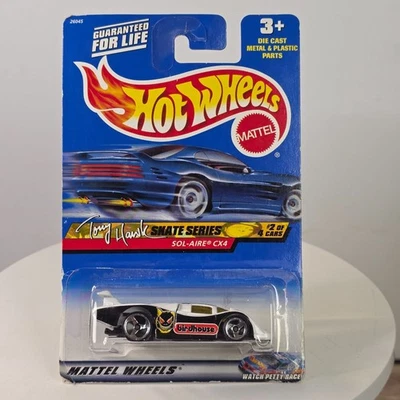 26045
GUARANTEED
FOR LIFE
3+
DIE CAST
METAL & PLASTIC
PARTS
Hot Wheels
MATTEL
Tony Hawk SKATE SERIES
#2 OF
4 CARS
SOL-AIRE® CX4
birdhouse
MATTEL WHEELS
WATCH PETEY RACE